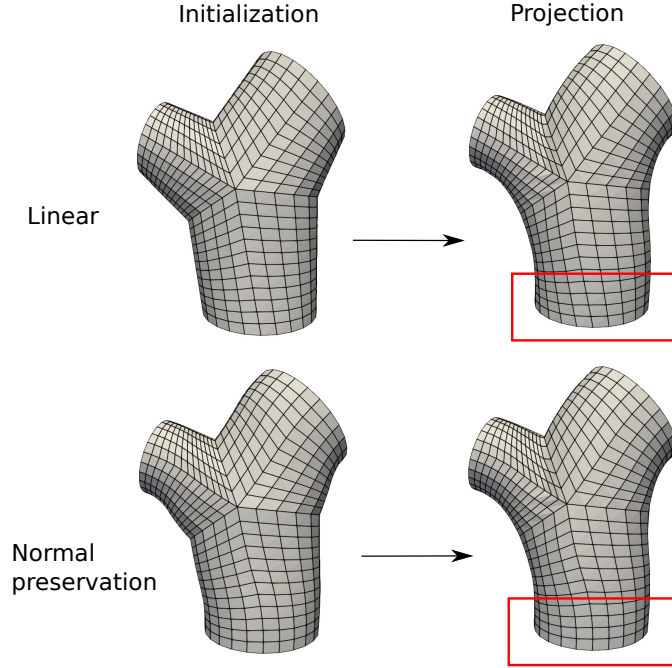 Initialization
Projection
Linear
Normal
preservation